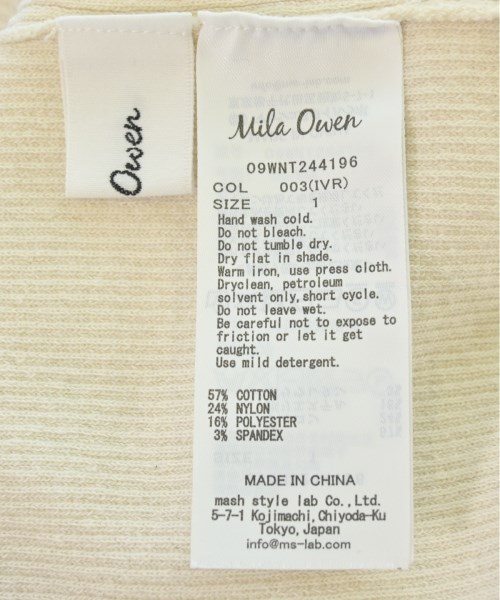 Owen
Mila Owen
09WNT244196
COL 003(IVR)
SIZE 1
Hand wash cold.
Do not bleach.
Do not tumble dry.
Dry flat in shade.
Warm iron, use press cloth.
Dryclean, petroleum
solvent only,short cycle.
Do not leave wet.
Be careful not to expose to
friction or let it get
caught.
Use mild detergent.
57% COTTON
24% NYLON
16% POLYESTER
3% SPANDEX
MADE IN CHINA
mash style lab Co.,Ltd.
5-7-1 Kojimachi,Chiyoda-Ku
Tokyo,Japan
info@ms-lab.com